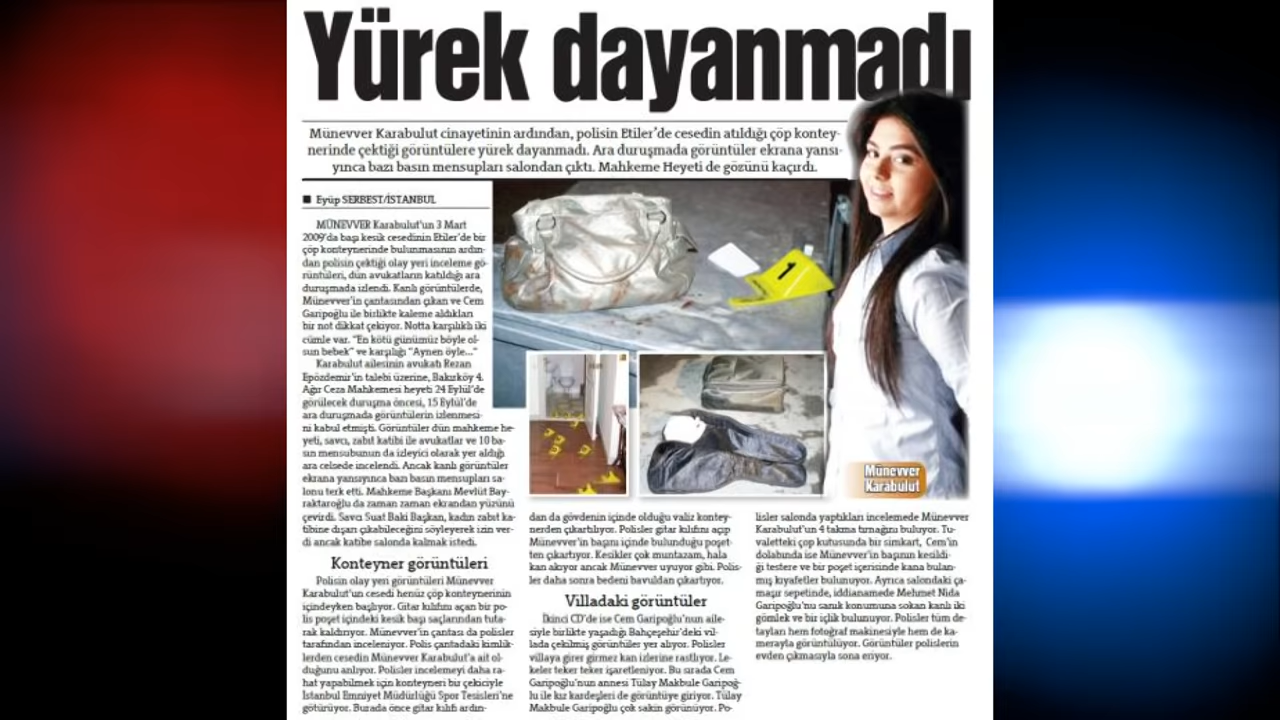 Yürek dayanmadı
Münevver Karabulut cinayetinin ardından, polisin Etiler'de cesedin atıldığı çöp kontey-
nerinde çektiği görüntülere yürek dayanmadı. Ara duruşmada görüntüler ekrana yansı-
yınca bazı basın mensupları salondan çıktı. Mahkeme Heyeti de gözünü kaçırdı.
■ Eyüp SERBEST/İSTANBUL
MÜNEVVER Karabulut'un 3 Mart
2009'da başı kesik cesedinin Etiler'de bir
çöp konteynerinde bulunmasının ardın-
dan polisin çektiği olay yeri inceleme gö-
rüntüleri, dün avukatların katıldığı ara
duruşmada izlendi. Kanlı görüntülerde,
Münevver'in çantasından çıkan ve Cem
Garipoğlu ile birlikte kaleme aldıkları
bir not dikkat çekiyor. Notta karşılıklı iki
cümle var. "En kötü günümüz böyle ol-
sun bebek" ve karşılığı "Aynen öyle..."
Karabulut ailesinin avukatı Rezan
Epözdemir'in talebi üzerine, Bakırköy 4.
Ağır Ceza Mahkemesi heyeti 24 Eylül'de
görülecek duruşma öncesi, 15 Eylül'de
ara duruşmada görüntülerin izlenmesi-
ni kabul etmişti. Görüntüler dün mahkeme he-
yeti, savcı, zabıt katibi ile avukatlar ve 10 ba-
sın mensubunun da izleyici olarak yer aldığı
ara celsede incelendi. Ancak kanlı görüntüler
ekrana yansıyınca bazı basın mensupları sa-
lonu terk etti. Mahkeme Başkanı Mevlüt Bay-
raktaroğlu da zaman zaman ekrandan yüzünü
çevirdi. Savcı Suat Baki Başkan, kadın zabıt ka-
tibine dışarı çıkabileceğini söyleyerek izin ver-
di ancak katibe salonda kalmak istedi.
Konteyner görüntüleri
Polisin olay yeri görüntüleri Münevver
Karabulut'un cesedi henüz çöp konteynerinin
içindeyken başlıyor. Gitar kılıfını açan bir po-
lis poşet içindeki kesik başı saçlarından tuta-
rak kaldırıyor. Münevver'in çantası da polisler
tarafından inceleniyor. Polis çantadaki kimlik-
lerden cesedin Münevver Karabulut'a ait ol-
duğunu anlıyor. Polisler incelemeyi daha ra-
hat yapabilmek için konteyneri bir çekiciyle
İstanbul Emniyet Müdürlüğü Spor Tesisleri'ne
götürüyor. Burada önce gitar kılıfı ardın-
dan da gövdenin içinde olduğu valiz kontey-
nerden çıkartılıyor. Polisler gitar kılıfını açıp
Münevver'in başını içinde bulunduğu poşet-
ten çıkartıyor. Kesikler çok muntazam, hala
kan akıyor ancak Münevver uyuyor gibi. Polis-
ler daha sonra bedeni bavuldan çıkartıyor.
Villadaki görüntüler
İkinci CD'de ise Cem Garipoğlu'nun aile-
siyle birlikte yaşadığı Bahçeşehir'deki vil-
lada çekilmiş görüntüler yer alıyor. Polisler
villaya girer girmez kan izlerine rastlıyor. Le-
keler teker teker işaretleniyor. Bu sırada Cem
Garipoğlu'nun annesi Tülay Makbule Garipoğ-
lu ile kız kardeşleri de görüntüye giriyor. Tülay
Makbule Garipoğlu çok sakin görünüyor. Po-
lisler salonda yaptıkları incelemede Münevver
Karabulut'un 4 takma tırnağını buluyor. Tu-
valetteki çop kutusunda bir simkart, Cem'in
dolabında ise Münevver'in başının kesildi-
ği testere ve bir poşet içerisinde kana bulan-
mış kıyafetler bulunuyor. Ayrıca salondaki ça-
maşır sepetinde, iddianamede Mehmet Nida
Garipoğlu'nu sanık konumuna sokan kanlı iki
gömlek ve bir içlik bulunuyor. Polisler tüm de-
tayları hem fotoğraf makinesiyle hem de ka-
merayla görüntülüyor. Görüntüler polislerin
evden çıkmasıyla sona eriyor.
1
Münevver
Karabulut